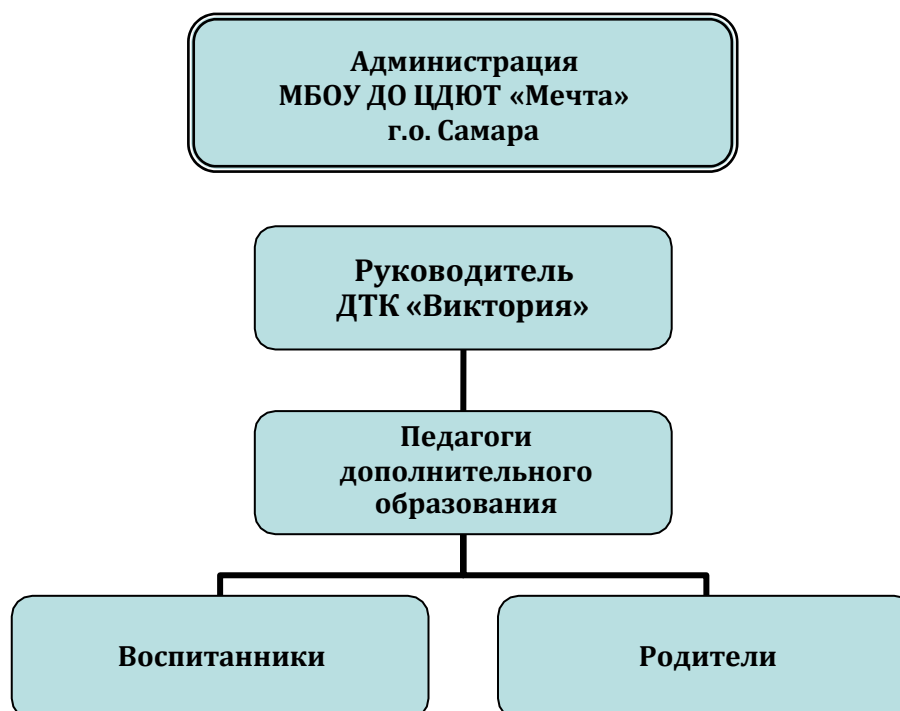 Администрация
МБОУ ДО ЦДЮТ «Мечта»
г.о. Самара
Руководитель
ДТК «Виктория»
Педагоги
дополнительного
образования
Воспитанники
Родители